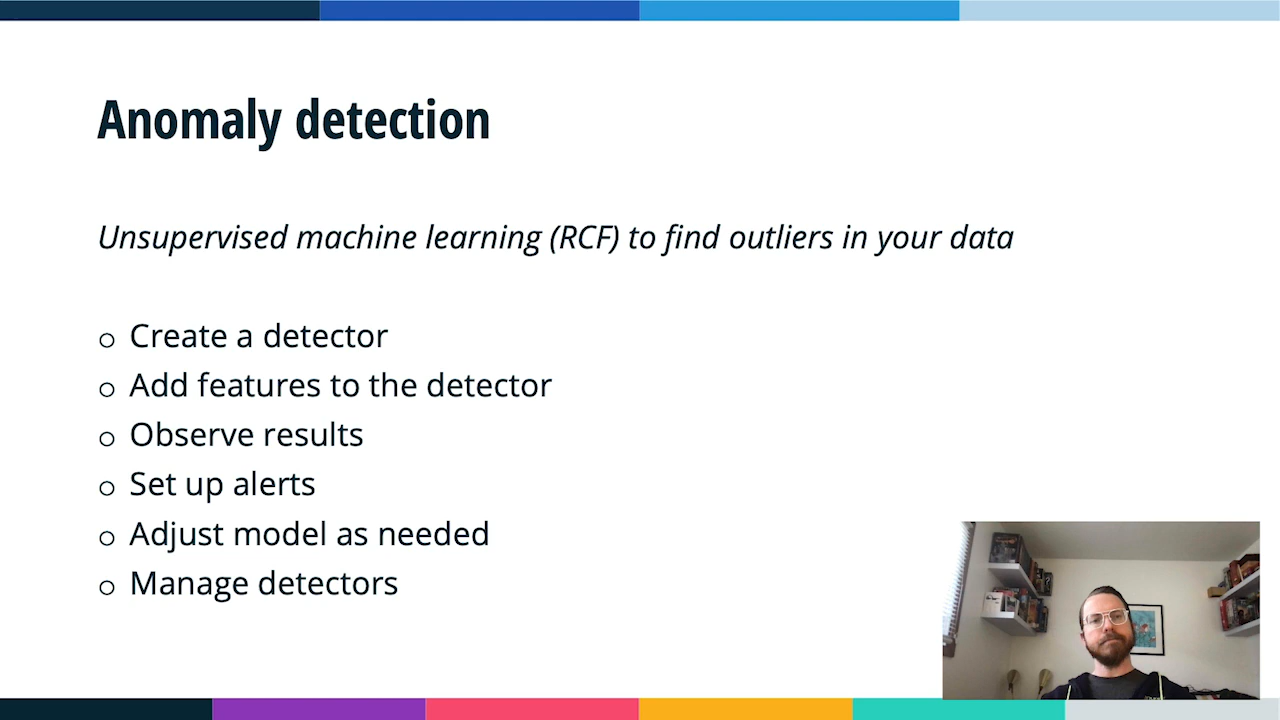 Anomaly detection
Unsupervised machine learning (RCF) to find outliers in your data
Create a detector
Add features to the detector
Observe results
Set up alerts
Adjust model as needed
Manage detectors